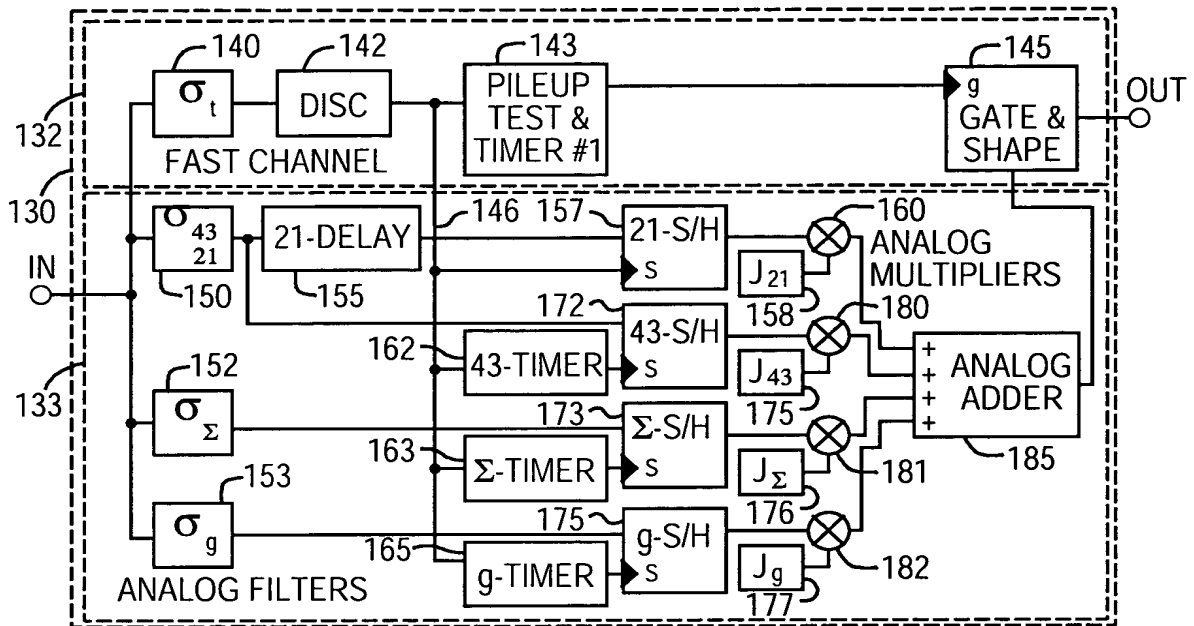 140
142
143
145
σt
DISC
PILEUP
TEST &
TIMER #1
g
GATE &
SHAPE
OUT
132
FAST CHANNEL
130
σ43
21
21-DELAY
146
157
21-S/H
s
160
ANALOG
MULTIPLIERS
IN
150
155
J21
158
172
43-S/H
s
180
162
43-TIMER
J43
175
+
+
+
+
ANALOG
ADDER
133
152
σΣ
173
Σ-S/H
s
163
Σ-TIMER
JΣ
176
181
185
153
σg
175
g-S/H
s
165
g-TIMER
Jg
177
182
ANALOG FILTERS